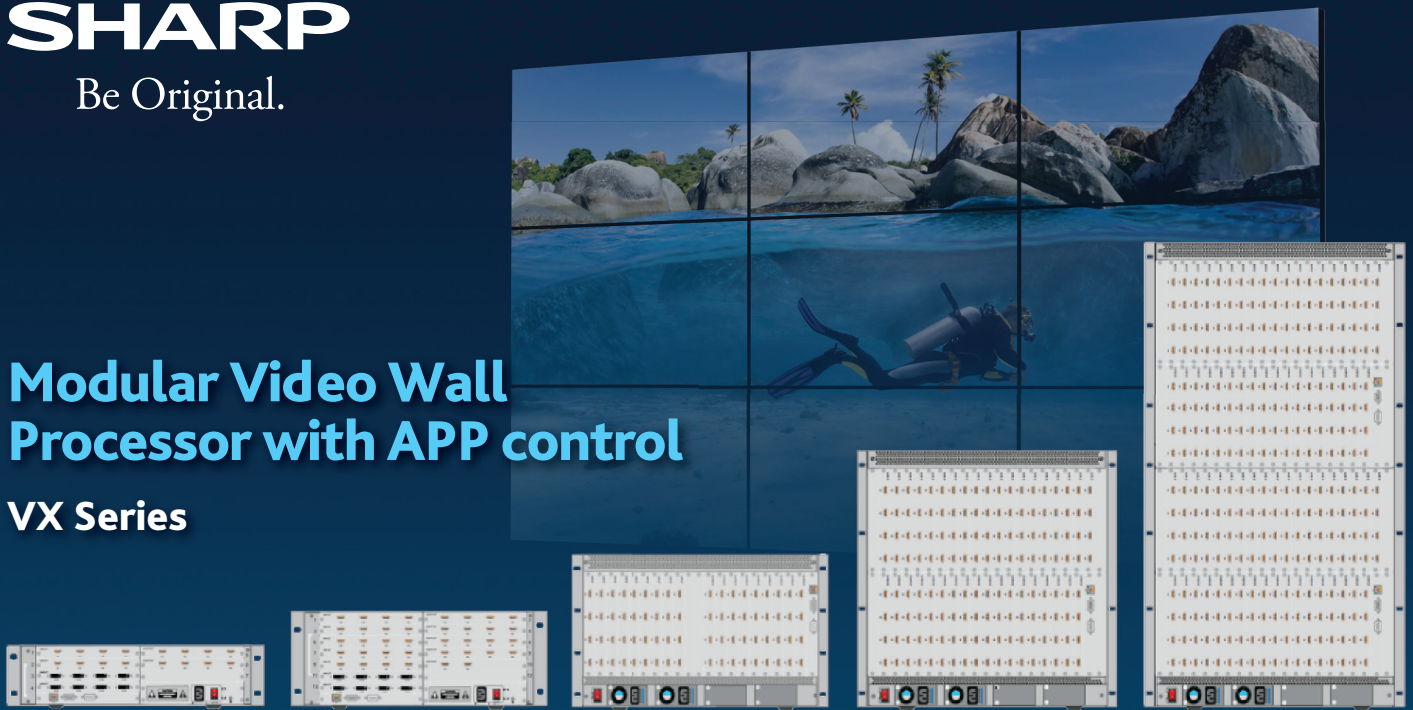 SHARP
Be Original.
Modular Video Wall
Processor with APP control
VX Series